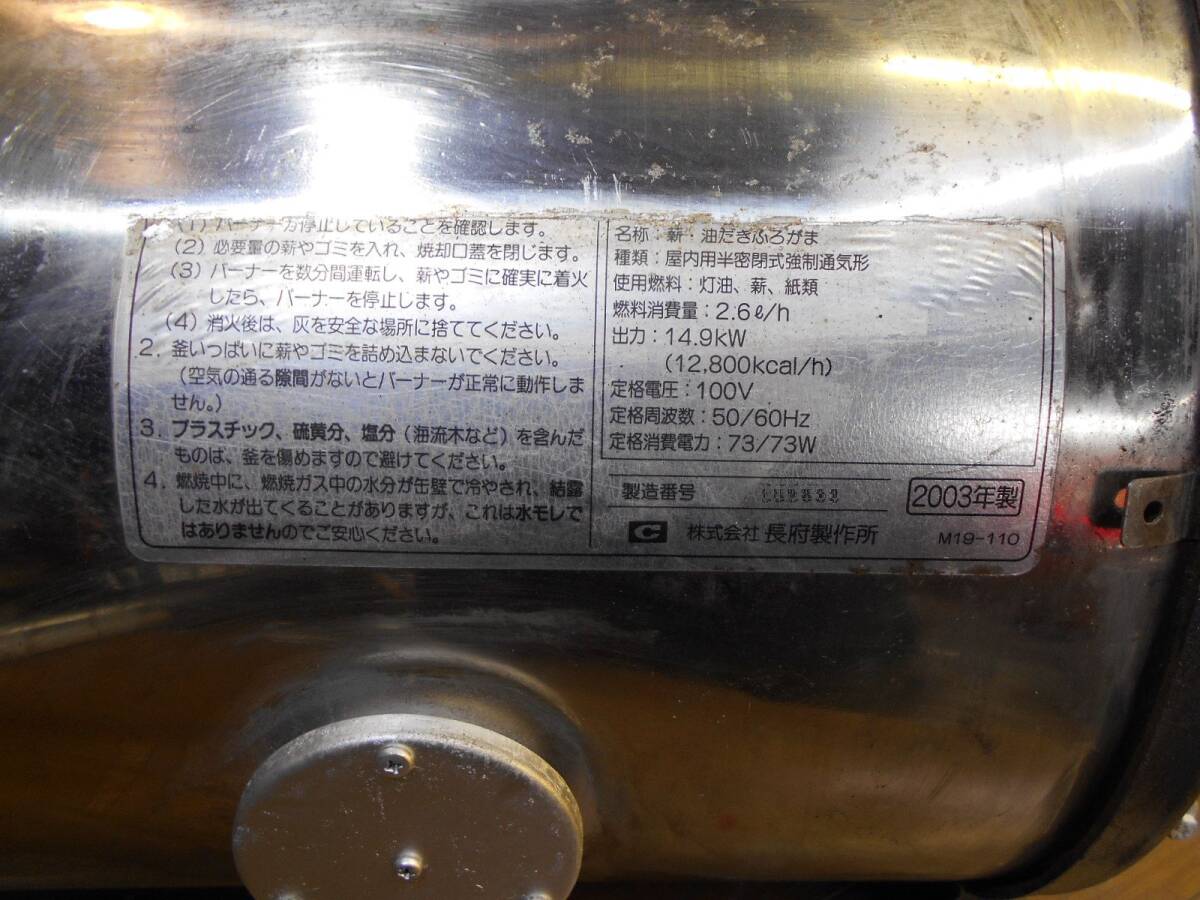 (1) バーナーが停止していることを確認します。
(2) 必要量の薪やゴミを入れ、焼却口蓋を閉じます。
(3) バーナーを数分間運転し、薪やゴミに確実に着火
したら、バーナーを停止します。
(4) 消火後は、灰を安全な場所に捨ててください。
2. 釜いっぱいに薪やゴミを詰め込まないでください。
(空気の通る隙間がないとバーナーが正常に動作しま
せん。)
3. プラスチック、硫黄分、塩分(海流木など)を含んだ
ものは、釜を傷めますので避けてください。
4. 燃焼中に、燃焼ガス中の水分が缶壁で冷やされ、結露
した水が出てくることがありますが、これは水モレで
はありませんのでご安心ください。
名称:薪・油だきふろがま
種類:屋内用半密閉式強制通気形
使用燃料:灯油、薪、紙類
燃料消費量:2.6ℓ/h
出力:14.9kW
(12,800kcal/h)
定格電圧:100V
定格周波数:50/60Hz
定格消費電力:73/73W
製造番号
2003年製
C 株式会社 長府製作所 M19-110